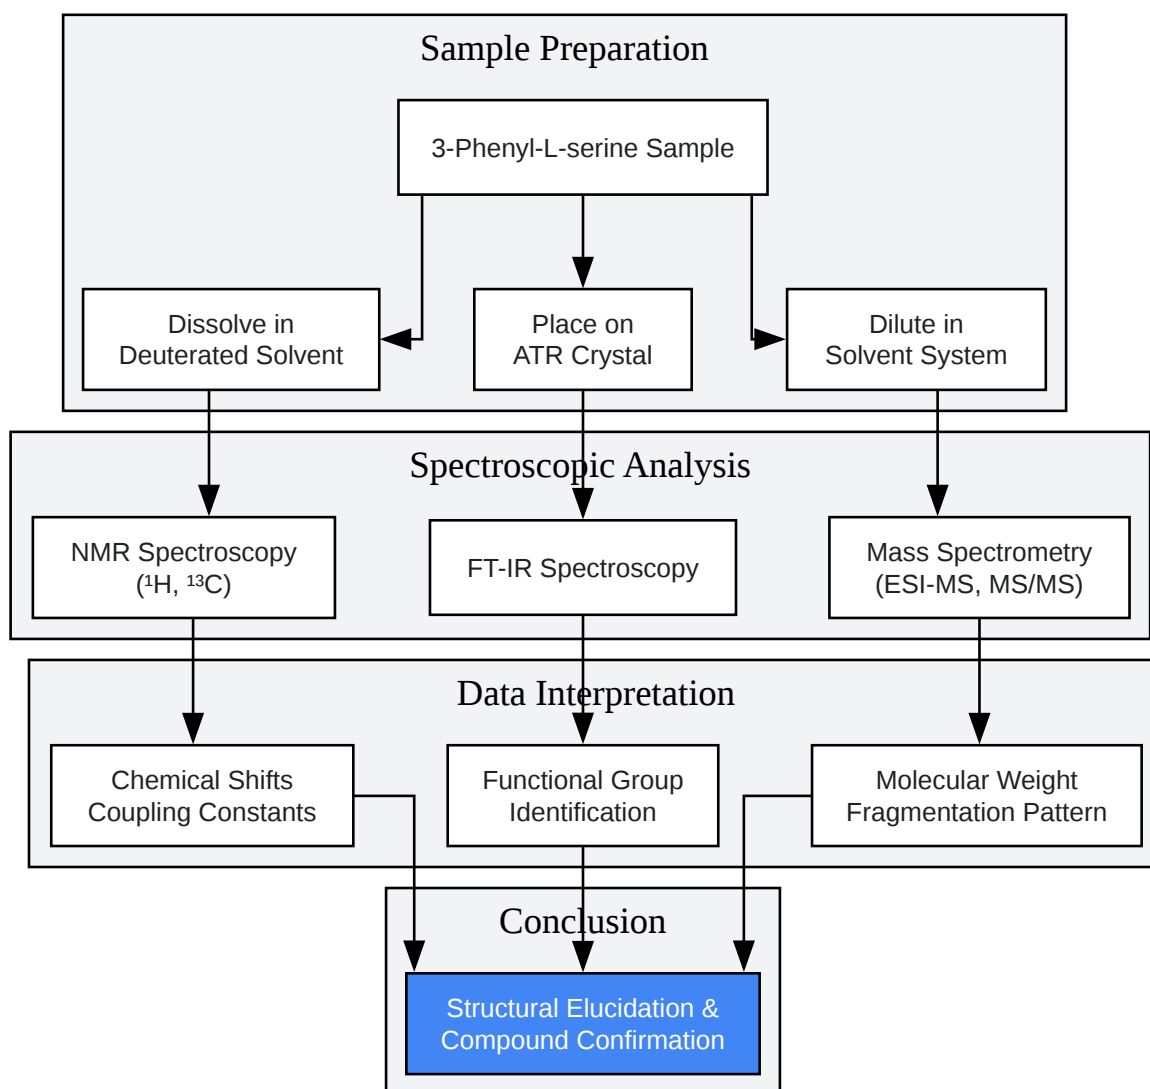 Sample Preparation
3-Phenyl-L-serine Sample
Dissolve in
Deuterated Solvent
Place on
ATR Crystal
Dilute in
Solvent System
Spectroscopic Analysis
NMR Spectroscopy
(¹H, ¹³C)
FT-IR Spectroscopy
Mass Spectrometry
(ESI-MS, MS/MS)
Data Interpretation
Chemical Shifts
Coupling Constants
Functional Group
Identification
Molecular Weight
Fragmentation Pattern
Conclusion
Structural Elucidation &
Compound Confirmation